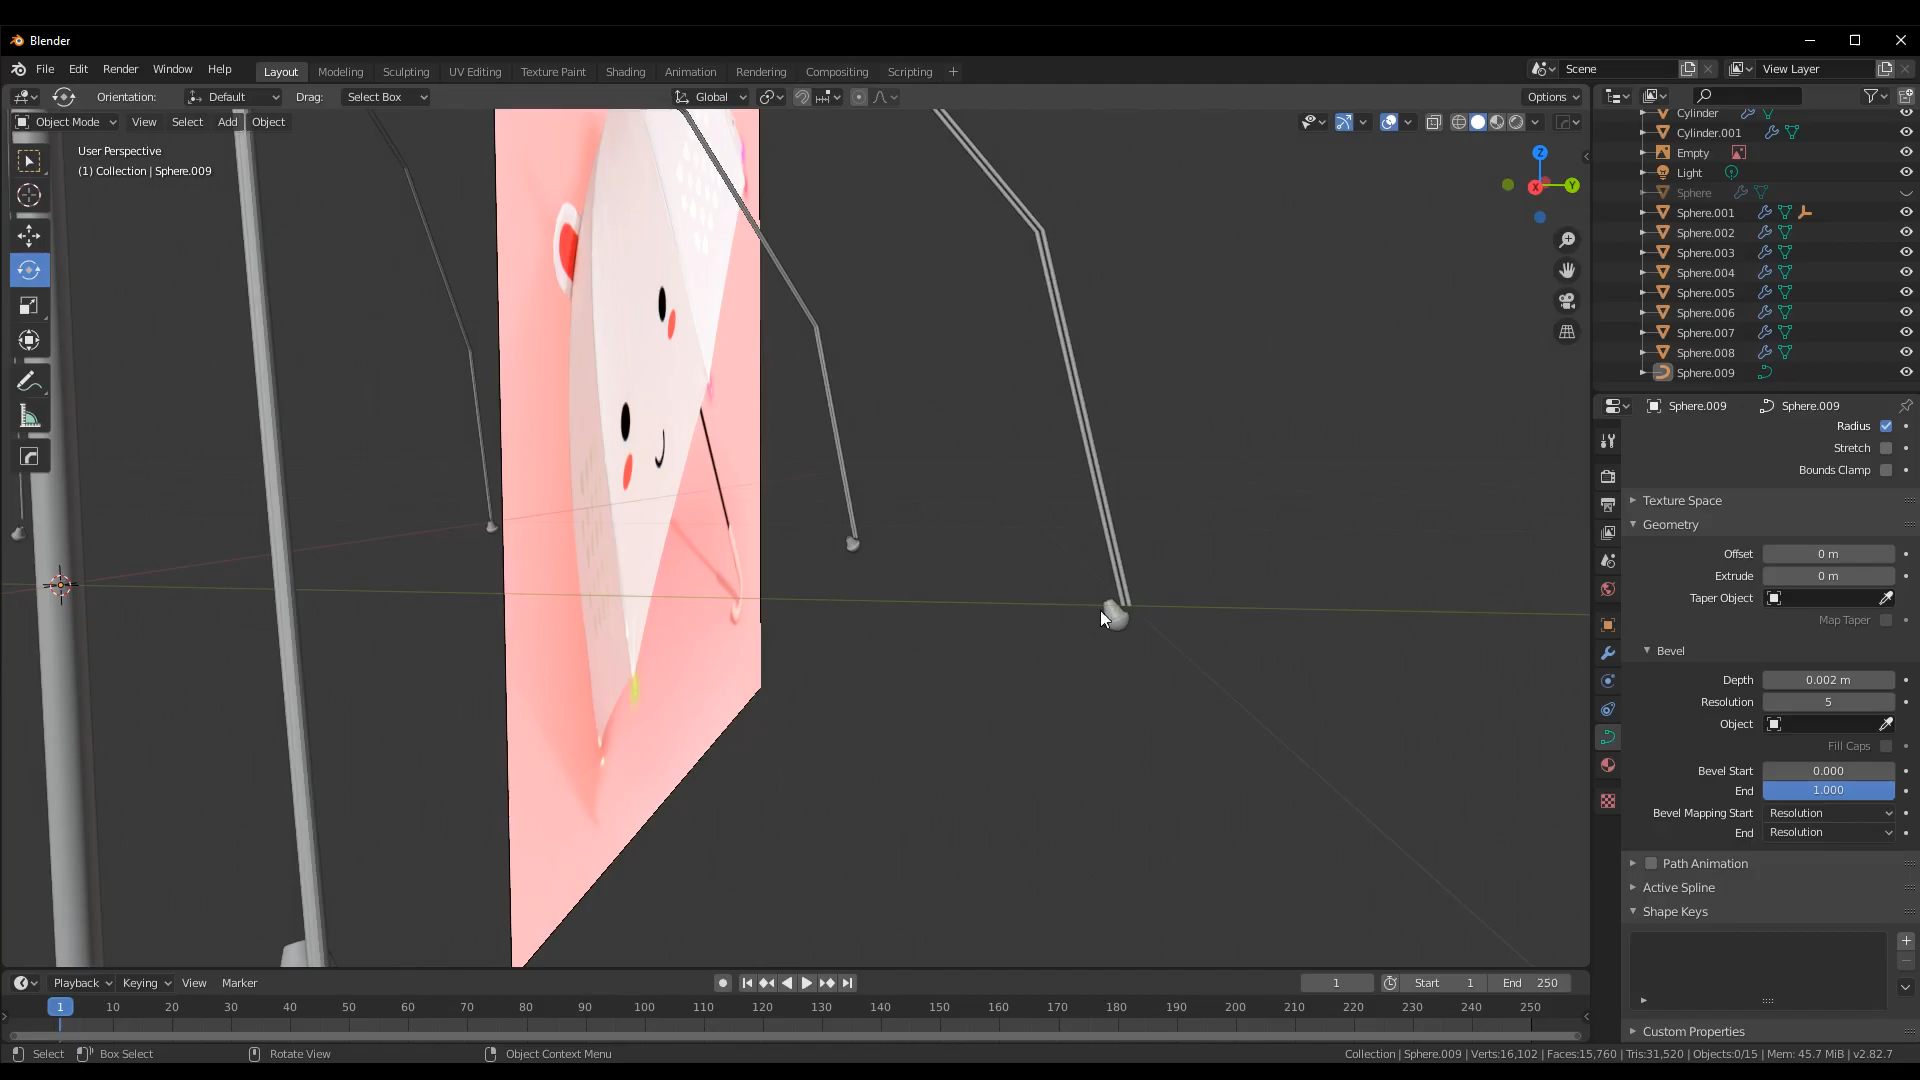 Blender
File Edit Render Window Help Layout Modeling Sculpting UV Editing Texture Paint Shading Animation Rendering Compositing Scripting + Scene View Layer
Orientation: Default Drag: Select Box Global Options
Object Mode View Select Add Object
User Perspective
(1) Collection | Sphere.009
Z
Y
X
Cylinder
Cylinder.001
Empty
Light
Sphere
Sphere.001
Sphere.002
Sphere.003
Sphere.004
Sphere.005
Sphere.006
Sphere.007
Sphere.008
Sphere.009
Sphere.009 Sphere.009
Radius
Stretch
Bounds Clamp
Texture Space
Geometry
Offset 0 m
Extrude 0 m
Taper Object
Map Taper
Bevel
Depth 0.002 m
Resolution 5
Object
Fill Caps
Bevel Start 0.000
End 1.000
Bevel Mapping Start Resolution
End Resolution
Path Animation
Active Spline
Shape Keys
Custom Properties
Playback Keying View Marker 1 Start 1 End 250
1 10 20 30 40 50 60 70 80 90 100 110 120 130 140 150 160 170 180 190 200 210 220 230 240 250
Select Box Select Rotate View Object Context Menu Collection | Sphere.009 | Verts:16,102 | Faces:15,760 | Tris:31,520 | Objects:0/15 | Mem: 45.7 MiB | v2.82.7